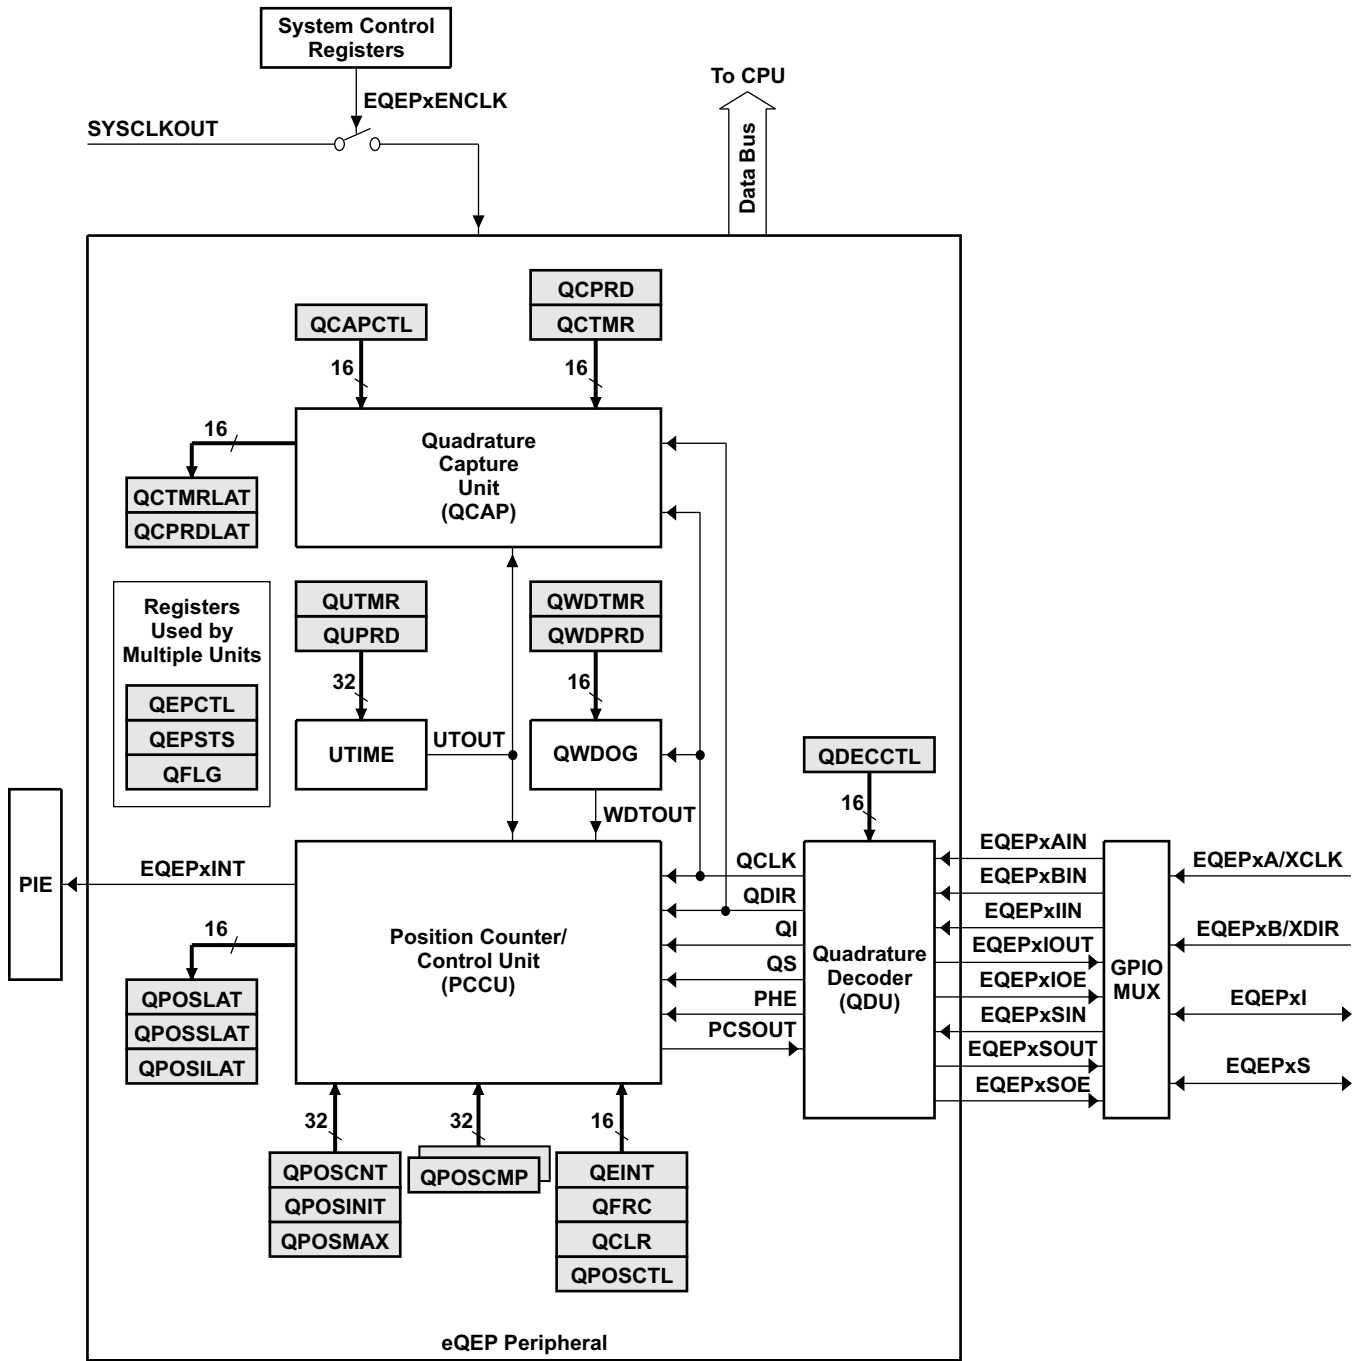 System Control
Registers
To CPU
EQEPxENCLK
SYSCLKOUT
Data Bus
QCPRD
QCTMR
QCAPCTL
16
16
16
Quadrature
Capture
Unit
(QCAP)
QCTMRLAT
QCPRDLAT
Registers
Used by
Multiple Units
QEPCTL
QEPSTS
QFLG
QUTMR
QUPRD
QWDTMR
QWDPRD
32
16
UTIME
UTOUT
QWDOG
QDECCTL
WDTOUT
16
PIE
EQEPxINT
16
Position Counter/
Control Unit
(PCCU)
QCLK
QDIR
QI
QS
PHE
PCSOUT
Quadrature
Decoder
(QDU)
EQEPxAIN
EQEPxBIN
EQEPxIIN
EQEPxIOUT
EQEPxIOE
EQEPxSIN
EQEPxSOUT
EQEPxSOE
GPIO
MUX
EQEPxA/XCLK
EQEPxB/XDIR
EQEPxI
EQEPxS
QPOSLAT
QPOSSLAT
QPOSILAT
32
32
16
QPOSCNT
QPOSINIT
QPOSMAX
QPOSCMP
QEINT
QFRC
QCLR
QPOSCTL
eQEP Peripheral